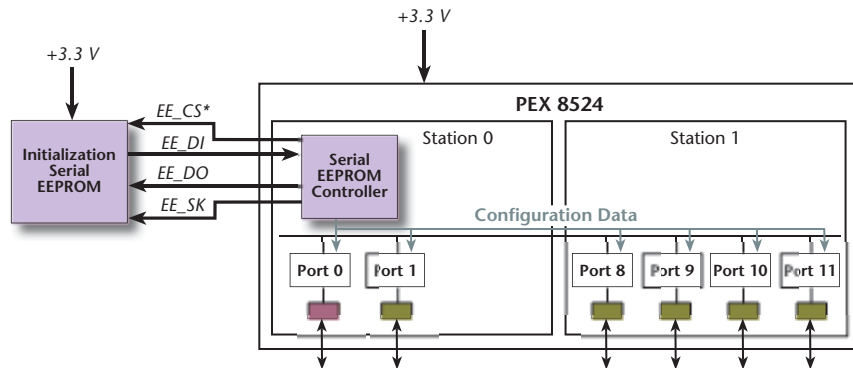 +3.3 V
+3.3 V
PEX 8524
EE_CS*
Initialization
Serial
EEPROM
EE_DI
EE_DO
EE_SK
Station 0
Station 1
Serial
EEPROM
Controller
Configuration Data
Port 0
Port 1
Port 8
Port 9
Port 10
Port 11